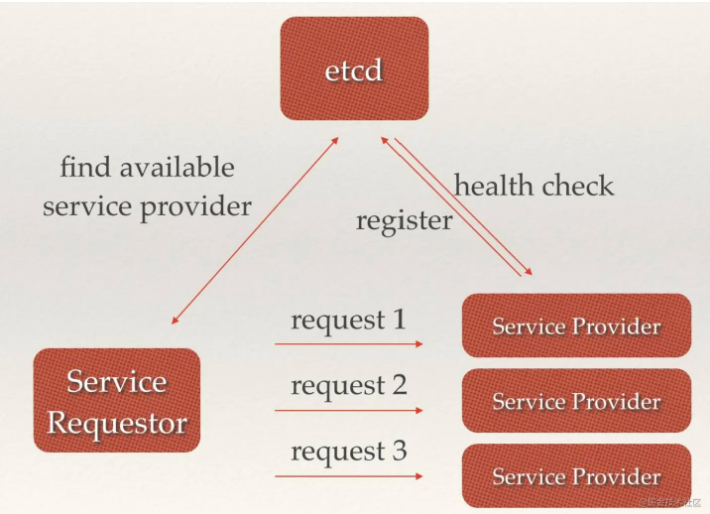 etcd
find available
service provider
health check
register
request 1
Service Provider
Service
Requestor
request 2
Service Provider
request 3
Service Provider